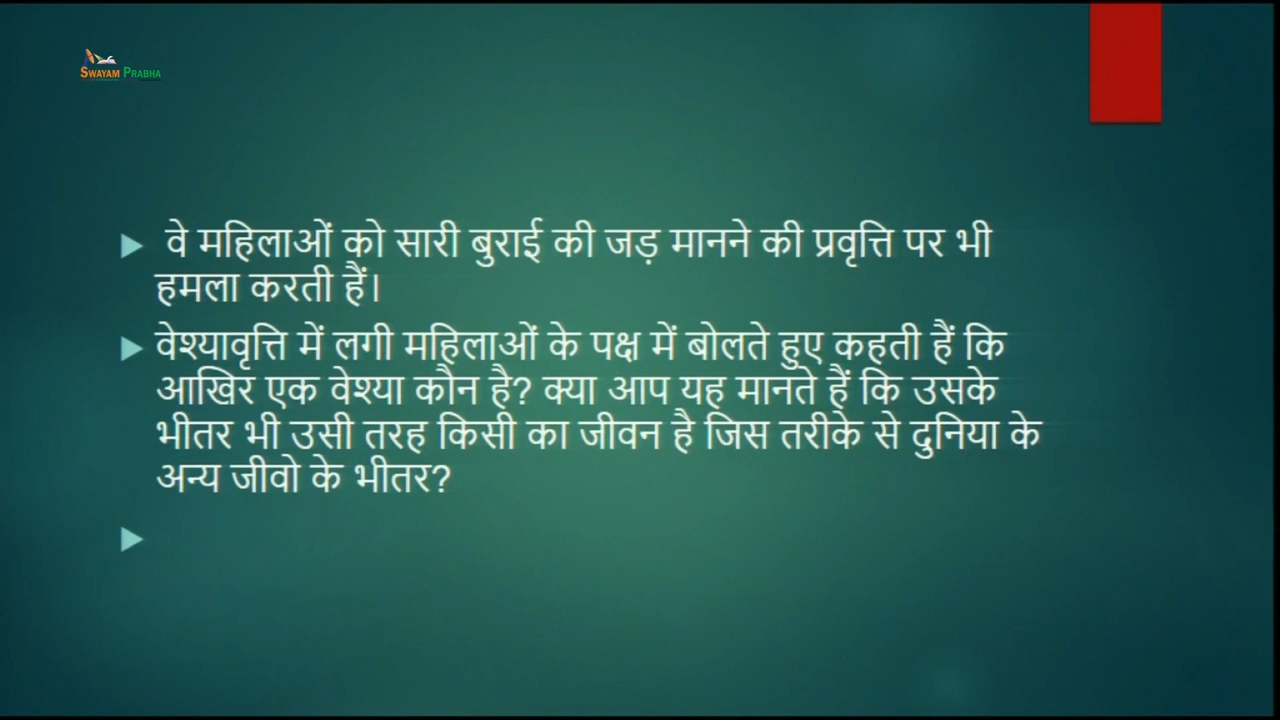 SWAYAM PRABHA
वे महिलाओं को सारी बुराई की जड़ मानने की प्रवृत्ति पर भी
हमला करती हैं।
वेश्यावृत्ति में लगी महिलाओं के पक्ष में बोलते हुए कहती हैं कि
आखिर एक वेश्या कौन है? क्या आप यह मानते हैं कि उसके
भीतर भी उसी तरह किसी का जीवन है जिस तरीके से दुनिया के
अन्य जीवो के भीतर?